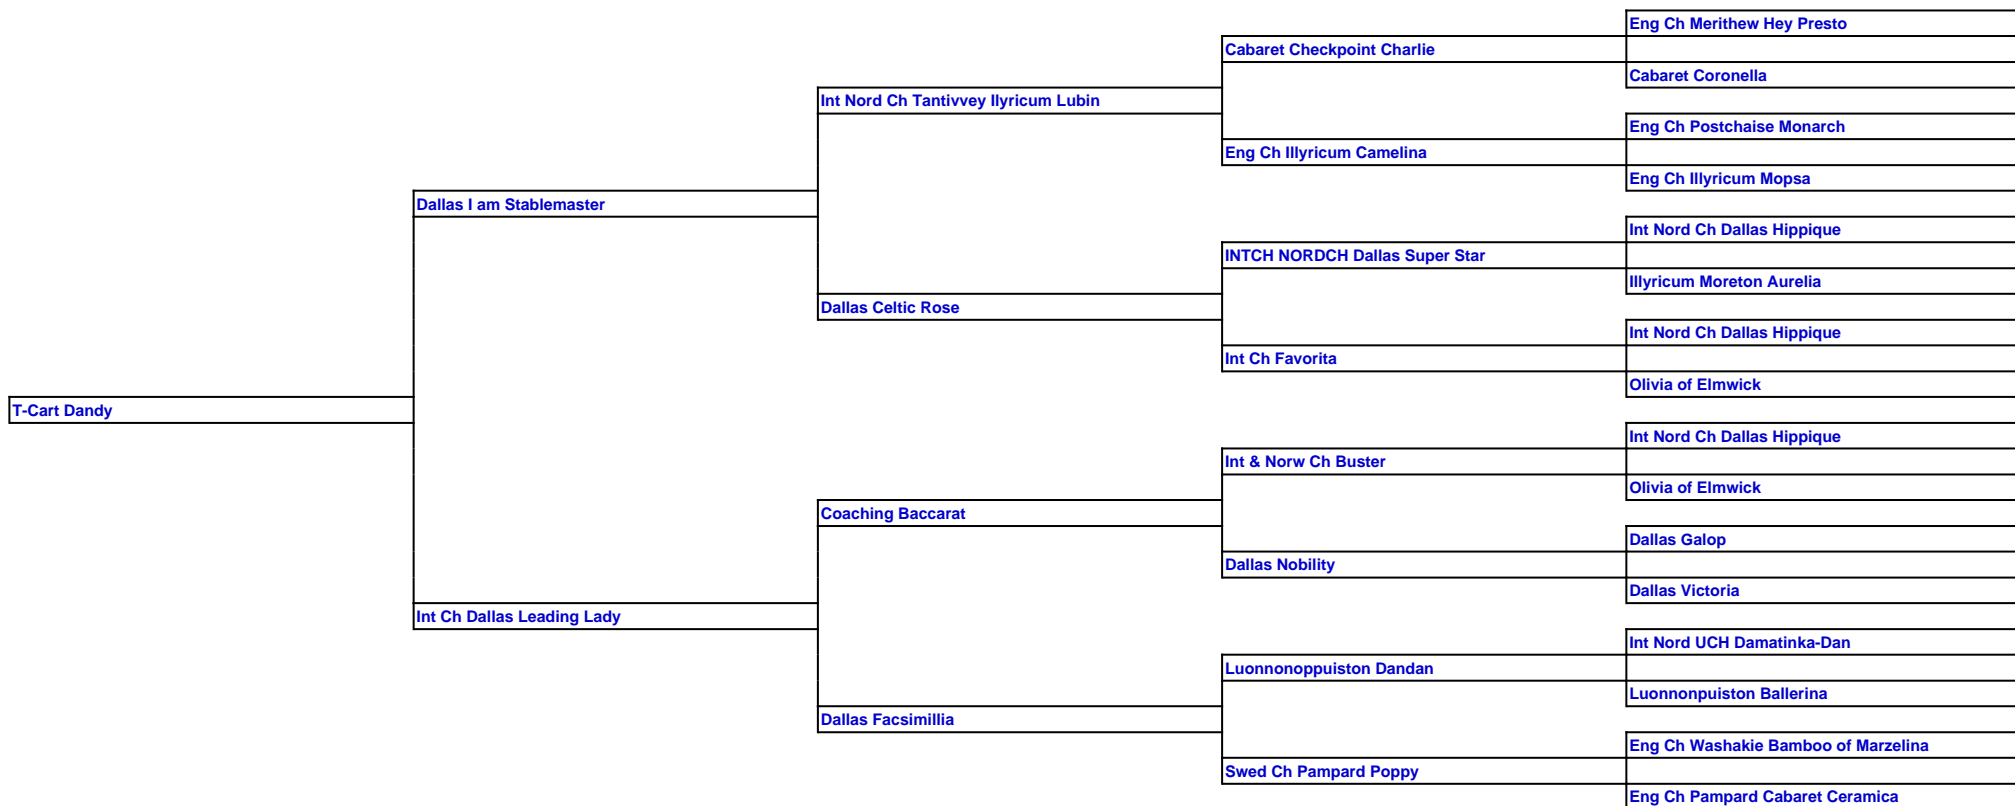 Eng Ch Merithew Hey Presto
Cabaret Checkpoint Charlie
Cabaret Coronella
Int Nord Ch Tantivvey Ilyricum Lubin
Eng Ch Postchaise Monarch
Eng Ch Illyricum Camelina
Eng Ch Illyricum Mopsa
Dallas I am Stablemaster
Int Nord Ch Dallas Hippique
INTCH NORDCH Dallas Super Star
Illyricum Moreton Aurelia
Dallas Celtic Rose
Int Nord Ch Dallas Hippique
Int Ch Favorita
Olivia of Elmwick
T-Cart Dandy
Int Nord Ch Dallas Hippique
Int & Norw Ch Buster
Olivia of Elmwick
Coaching Baccarat
Dallas Galop
Dallas Nobility
Dallas Victoria
Int Ch Dallas Leading Lady
Int Nord UCH Damatinka-Dan
Luonnonoppuiston Dandan
Luonnonpuiston Ballerina
Dallas Facsimillia
Eng Ch Washakie Bamboo of Marzelina
Swed Ch Pampard Poppy
Eng Ch Pampard Cabaret Ceramica